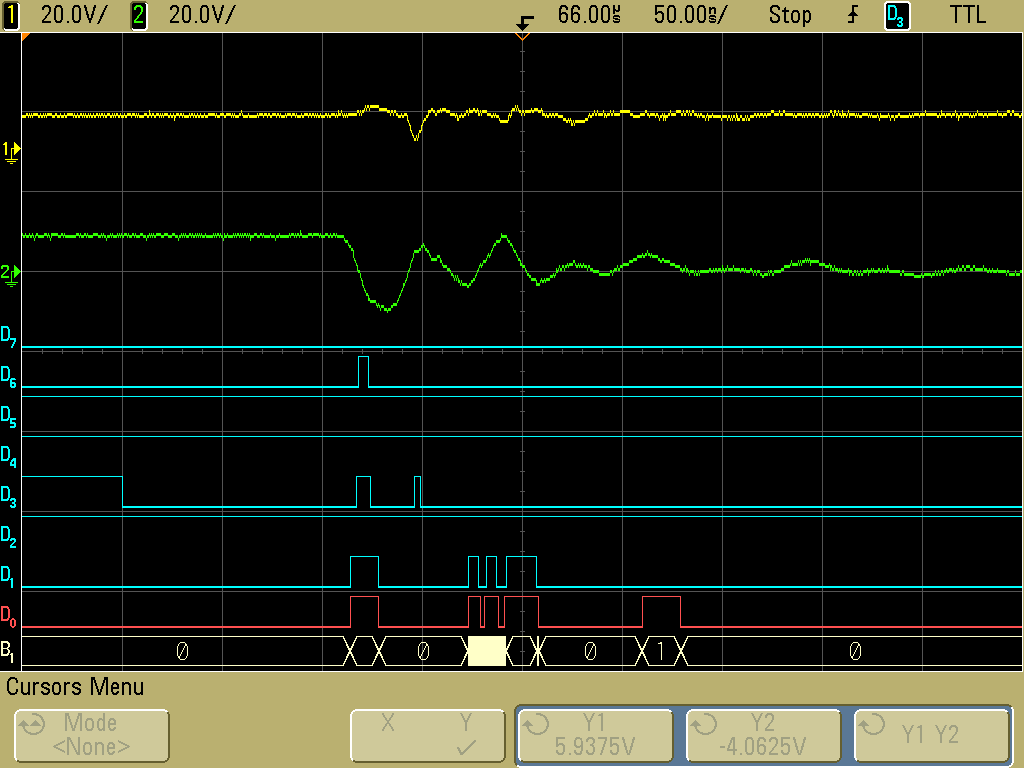 1 20.0V/ 2 20.0V/ 66.00µs 50.00ns/ Stop D3 TTL
1
2
D7
D6
D5
D4
D3
D2
D1
D0
B1 0 0 0 1 0
Cursors Menu
Mode X Y Y1 Y2 Y1 Y2
<None> 5.9375V -4.0625V